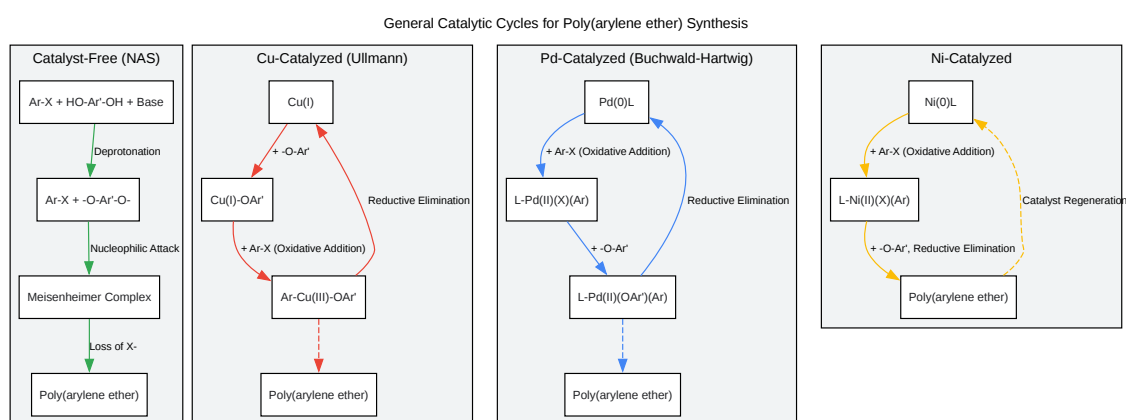 General Catalytic Cycles for Poly(arylene ether) Synthesis
Catalyst-Free (NAS)
Ar-X + HO-Ar'-OH + Base
Deprotonation
Ar-X + -O-Ar'-O-
Nucleophilic Attack
Meisenheimer Complex
Loss of X-
Poly(arylene ether)
Cu-Catalyzed (Ullmann)
Cu(I)
+ -O-Ar'
Cu(I)-OAr'
Reductive Elimination
+ Ar-X (Oxidative Addition)
Ar-Cu(III)-OAr'
Poly(arylene ether)
Pd-Catalyzed (Buchwald-Hartwig)
Pd(0)L
+ Ar-X (Oxidative Addition)
L-Pd(II)(X)(Ar)
Reductive Elimination
+ -O-Ar'
L-Pd(II)(OAr')(Ar)
Poly(arylene ether)
Ni-Catalyzed
Ni(0)L
+ Ar-X (Oxidative Addition)
L-Ni(II)(X)(Ar)
Catalyst Regeneration
+ -O-Ar', Reductive Elimination
Poly(arylene ether)